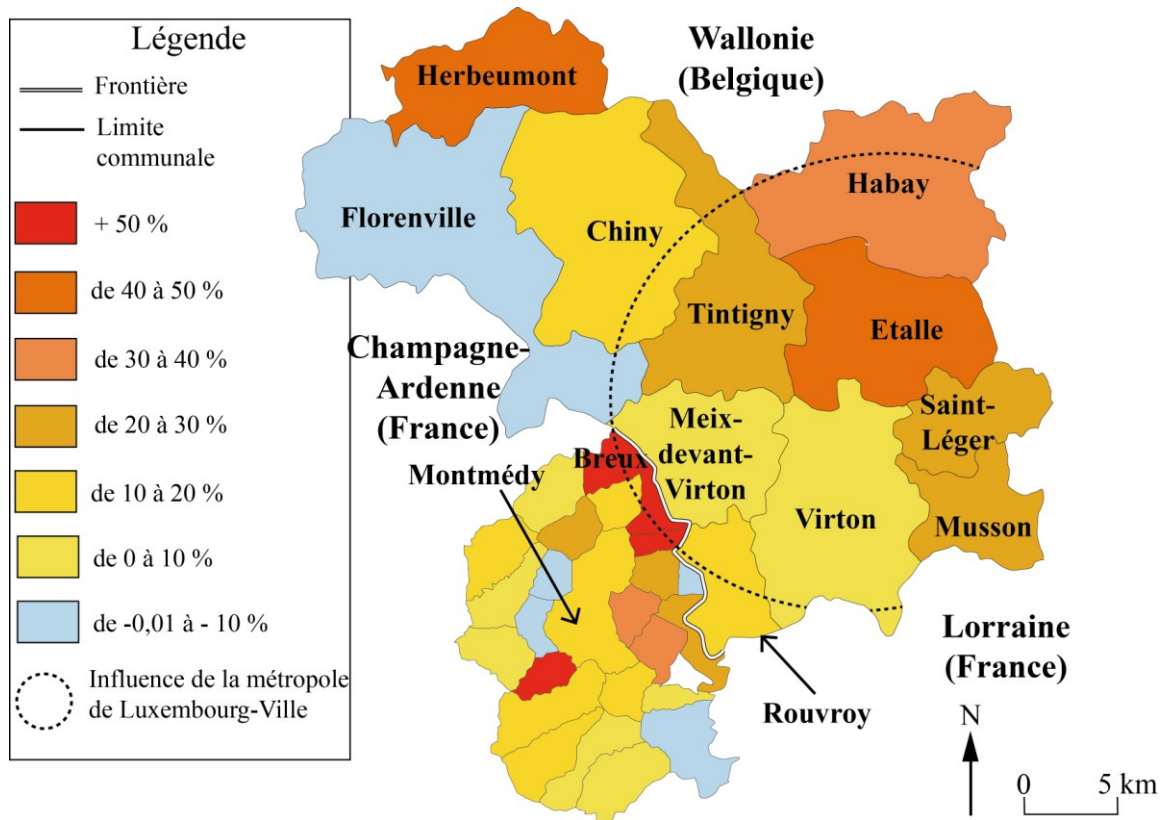 Légende
Frontière
Limite
communale
+ 50 %
de 40 à 50 %
de 30 à 40 %
de 20 à 30 %
de 10 à 20 %
de 0 à 10 %
de -0,01 à - 10 %
Influence de la métropole
de Luxembourg-Ville
Wallonie
(Belgique)
Herbeumont
Habay
Florenville
Chiny
Tintigny
Etalle
Champagne-
Ardenne
(France)
Saint-
Léger
Meix-
devant-
Virton
Breux
Montmédy
Virton
Musson
Lorraine
(France)
Rouvroy
N
0 5 km